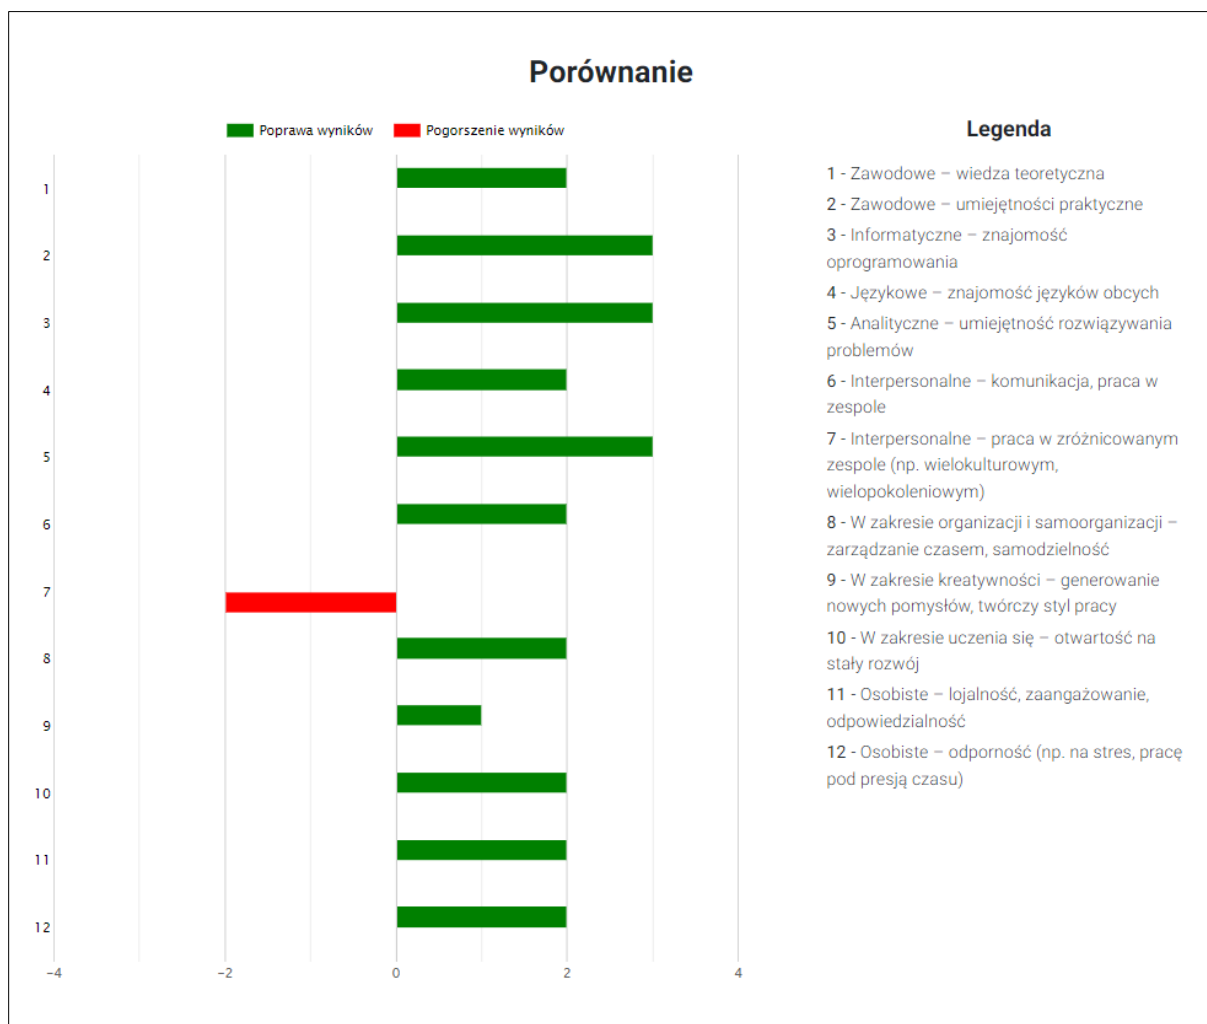 Porównanie
Poprawa wyników
Pogorszenie wyników
1
2
3
4
5
6
7
8
9
10
11
12
−4
−2
0
2
4
Legenda
1 - Zawodowe – wiedza teoretyczna
2 - Zawodowe – umiejętności praktyczne
3 - Informatyczne – znajomość
oprogramowania
4 - Językowe – znajomość języków obcych
5 - Analityczne – umiejętność rozwiązywania
problemów
6 - Interpersonalne – komunikacja, praca w
zespole
7 - Interpersonalne – praca w zróżnicowanym
zespole (np. wielokulturowym,
wielopokoleniowym)
8 - W zakresie organizacji i samoorganizacji –
zarządzanie czasem, samodzielność
9 - W zakresie kreatywności – generowanie
nowych pomysłów, twórczy styl pracy
10 - W zakresie uczenia się – otwartość na
stały rozwój
11 - Osobiste – lojalność, zaangażowanie,
odpowiedzialność
12 - Osobiste – odporność (np. na stres, pracę
pod presją czasu)